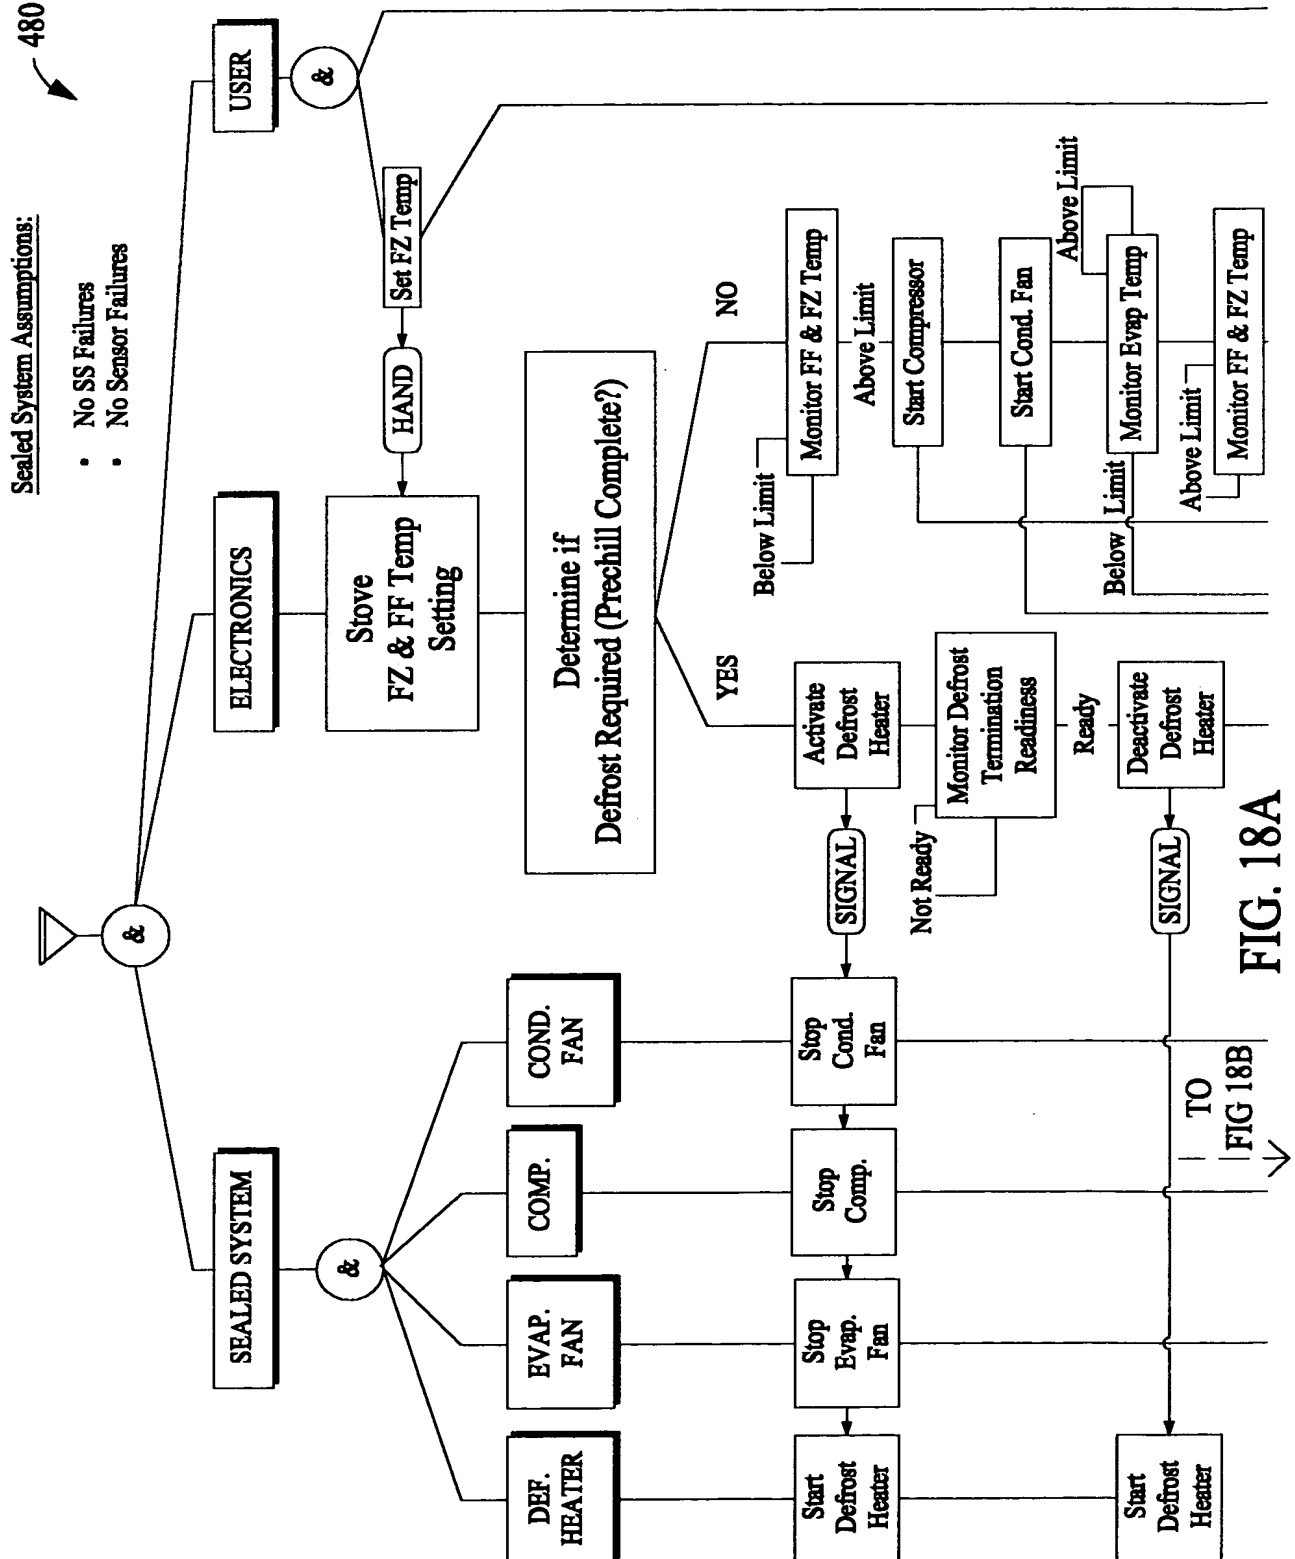 480
Sealed System Assumptions:
• No SS Failures
• No Sensor Failures
&
SEALED SYSTEM
ELECTRONICS
USER
&
&
DEF.
HEATER
EVAP.
FAN
COMP.
COND.
FAN
Stove
FZ & FF Temp
Setting
HAND
Set FZ Temp
Determine if
Defrost Required (Prechill Complete?)
YES
NO
Start
Defrost
Heater
Stop
Evap.
Fan
Stop
Comp.
Stop
Cond.
Fan
SIGNAL
Activate
Defrost
Heater
Below Limit
Monitor FF & FZ Temp
Above Limit
Start Compressor
Not Ready
Monitor Defrost
Termination
Readiness
Ready
Start Cond. Fan
Above Limit
Below Limit
Monitor Evap Temp
Start
Defrost
Heater
SIGNAL
Deactivate
Defrost
Heater
Above Limit
Monitor FF & FZ Temp
TO
FIG 18B
FIG. 18A